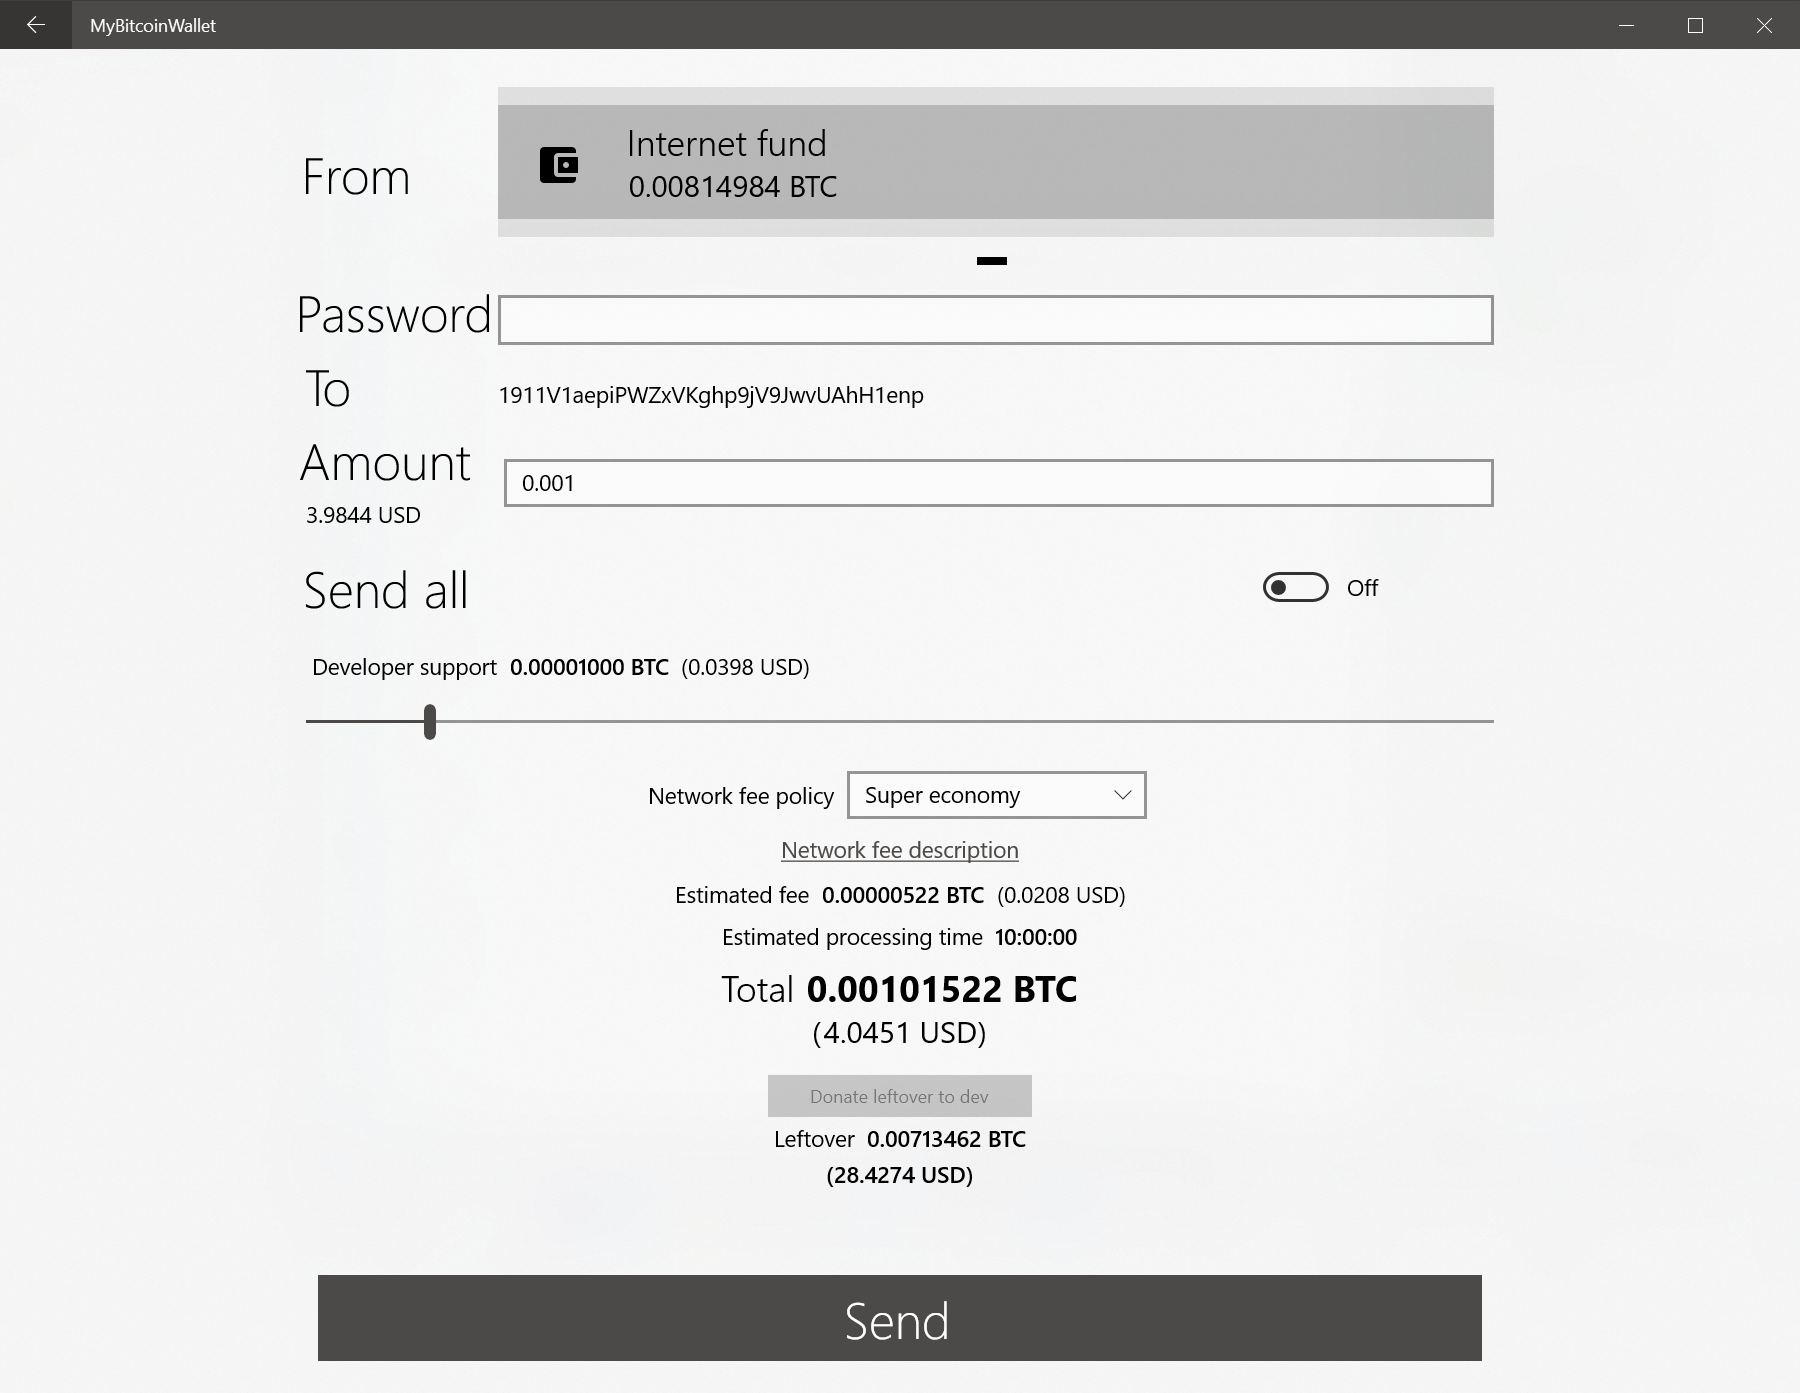 MyBitcoinWallet
From
Internet fund
0.00814984 BTC
Password
To
1911V1aepiPWZxVKghp9jV9JwvUAhH1enp
Amount
0.001
3.9844 USD
Send all
Off
Developer support 0.00001000 BTC (0.0398 USD)
Network fee policy Super economy
Network fee description
Estimated fee 0.00000522 BTC (0.0208 USD)
Estimated processing time 10:00:00
Total 0.00101522 BTC
(4.0451 USD)
Donate leftover to dev
Leftover 0.00713462 BTC
(28.4274 USD)
Send